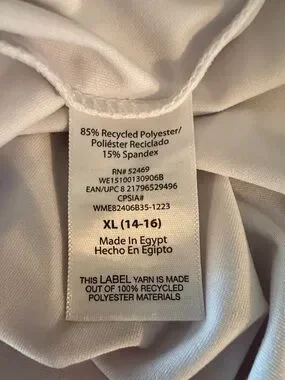 85% Recycled Polyester/
Poliéster Reciclado
15% Spandex
RN# 52469
WE15100130906B
EAN/UPC 8 21796529496
CPSIA#
WME82406B35-1223
XL (14-16)
Made In Egypt
Hecho En Egipto
THIS LABEL YARN IS MADE
OUT OF 100% RECYCLED
POLYESTER MATERIALS